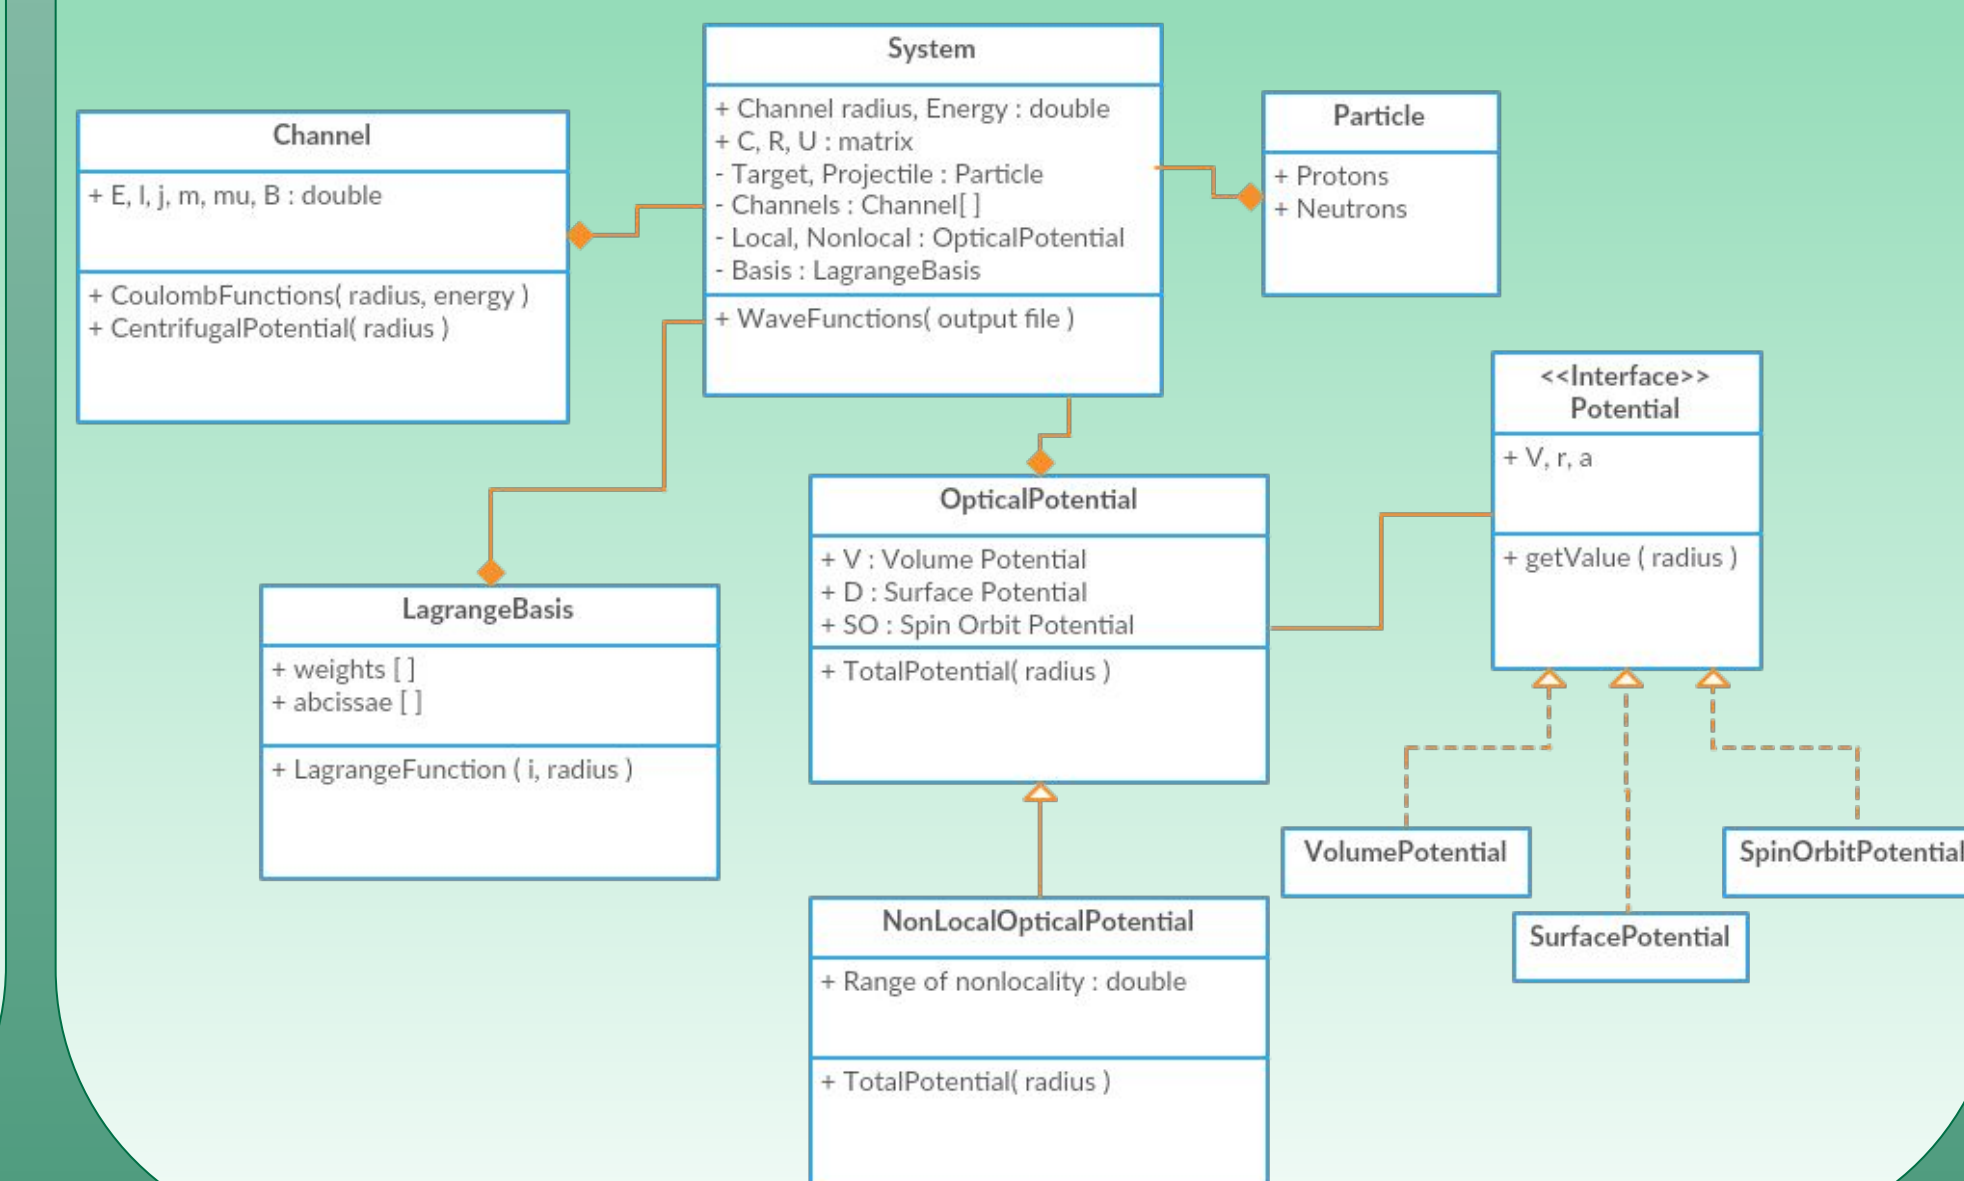 System
+ Channel radius, Energy : double
+ C, R, U : matrix
- Target, Projectile : Particle
- Channels : Channel[ ]
- Local, Nonlocal : OpticalPotential
- Basis : LagrangeBasis
+ WaveFunctions( output file )
Channel
+ E, l, j, m, mu, B : double
+ CoulombFunctions( radius, energy )
+ CentrifugalPotential( radius )
Particle
+ Protons
+ Neutrons
<<Interface>>
Potential
+ V, r, a
+ getValue ( radius )
OpticalPotential
+ V : Volume Potential
+ D : Surface Potential
+ SO : Spin Orbit Potential
+ TotalPotential( radius )
LagrangeBasis
+ weights [ ]
+ abcissae [ ]
+ LagrangeFunction ( i, radius )
VolumePotential
SpinOrbitPotential
SurfacePotential
NonLocalOpticalPotential
+ Range of nonlocality : double
+ TotalPotential( radius )